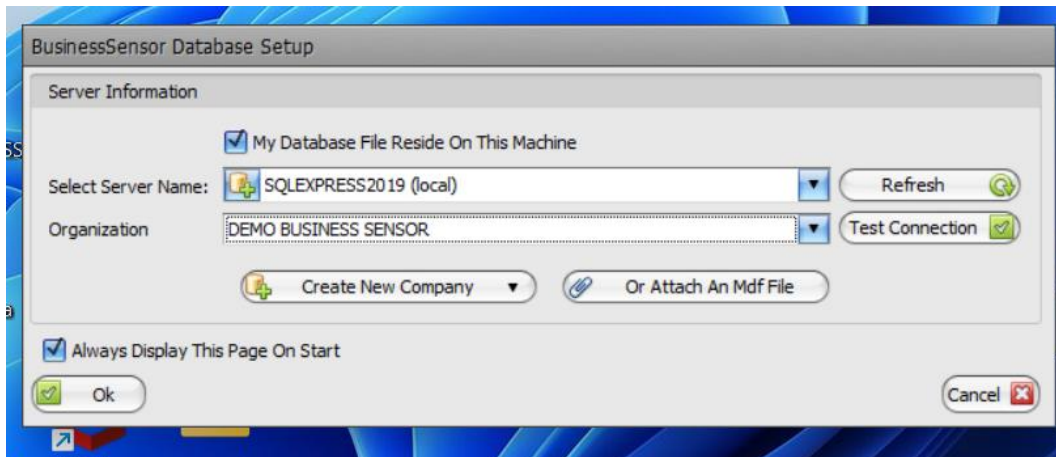 BusinessSensor Database Setup
Server Information
My Database File Reside On This Machine
Select Server Name: SQLEXPRESS2019 (local) Refresh
Organization DEMO BUSINESS SENSOR Test Connection
Create New Company Or Attach An Mdf File
Always Display This Page On Start
Ok Cancel